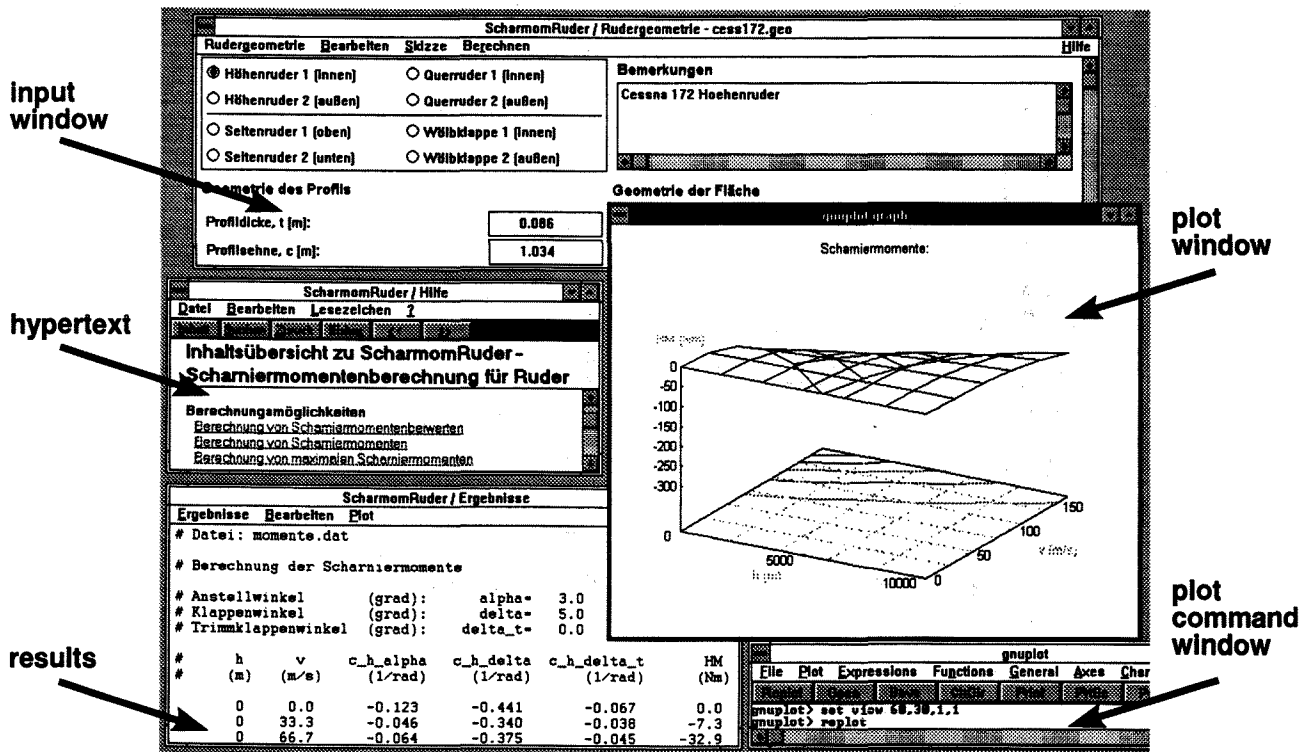 ScharmomRuder / Rudergeometrie - cess172.geo
Rudergeometrie Bearbeiten Skizze Berechnen Hilfe
Höhenruder 1 (innen) Querruder 1 (innen)
Höhenruder 2 (außen) Querruder 2 (außen)
Seitenruder 1 (oben) Wölbklappe 1 (innen)
Seitenruder 2 (unten) Wölbklappe 2 (außen)
Bemerkungen
Cessna 172 Hoehenruder
input
window
Geometrie des Profils
Geometrie der Fläche
Profildicke, t [m]: 0.086
Profilsehne, c [m]: 1.034
gnuplot graph
Scharniermomente:
plot
window
0
-50
-100
-150
-200
-250
-300
0
5000
10000
0
50
100
150
h [m]
v [m/s]
ScharmomRuder / Hilfe
Datei Bearbeiten Lesezeichen ?
hypertext
Inhaltsübersicht zu ScharmomRuder -
Scharniermomentenberechnung für Ruder
Berechnungsmöglichkeiten
Berechnung von Scharniermomentenbeiwerten
Berechnung von Scharniermomenten
Berechnung von maximalen Scharniermomenten
ScharmomRuder / Ergebnisse
Ergebnisse Bearbeiten Plot
# Datei: momente.dat
# Berechnung der Scharniermomente
# Anstellwinkel (grad): alpha= 3.0
# Klappenwinkel (grad): delta= 5.0
# Trimmklappenwinkel (grad): delta_t= 0.0
results
# h v c_h_alpha c_h_delta c_h_delta_t HM
# (m) (m/s) (1/rad) (1/rad) (1/rad) (Nm)
0 0.0 -0.123 -0.441 -0.067 0.0
0 33.3 -0.046 -0.340 -0.038 -7.3
0 66.7 -0.064 -0.375 -0.045 -32.9
plot
command
window
gnuplot
File Plot Expressions Functions General Axes Char
gnuplot> set view 60,30,1,1
gnuplot> replot